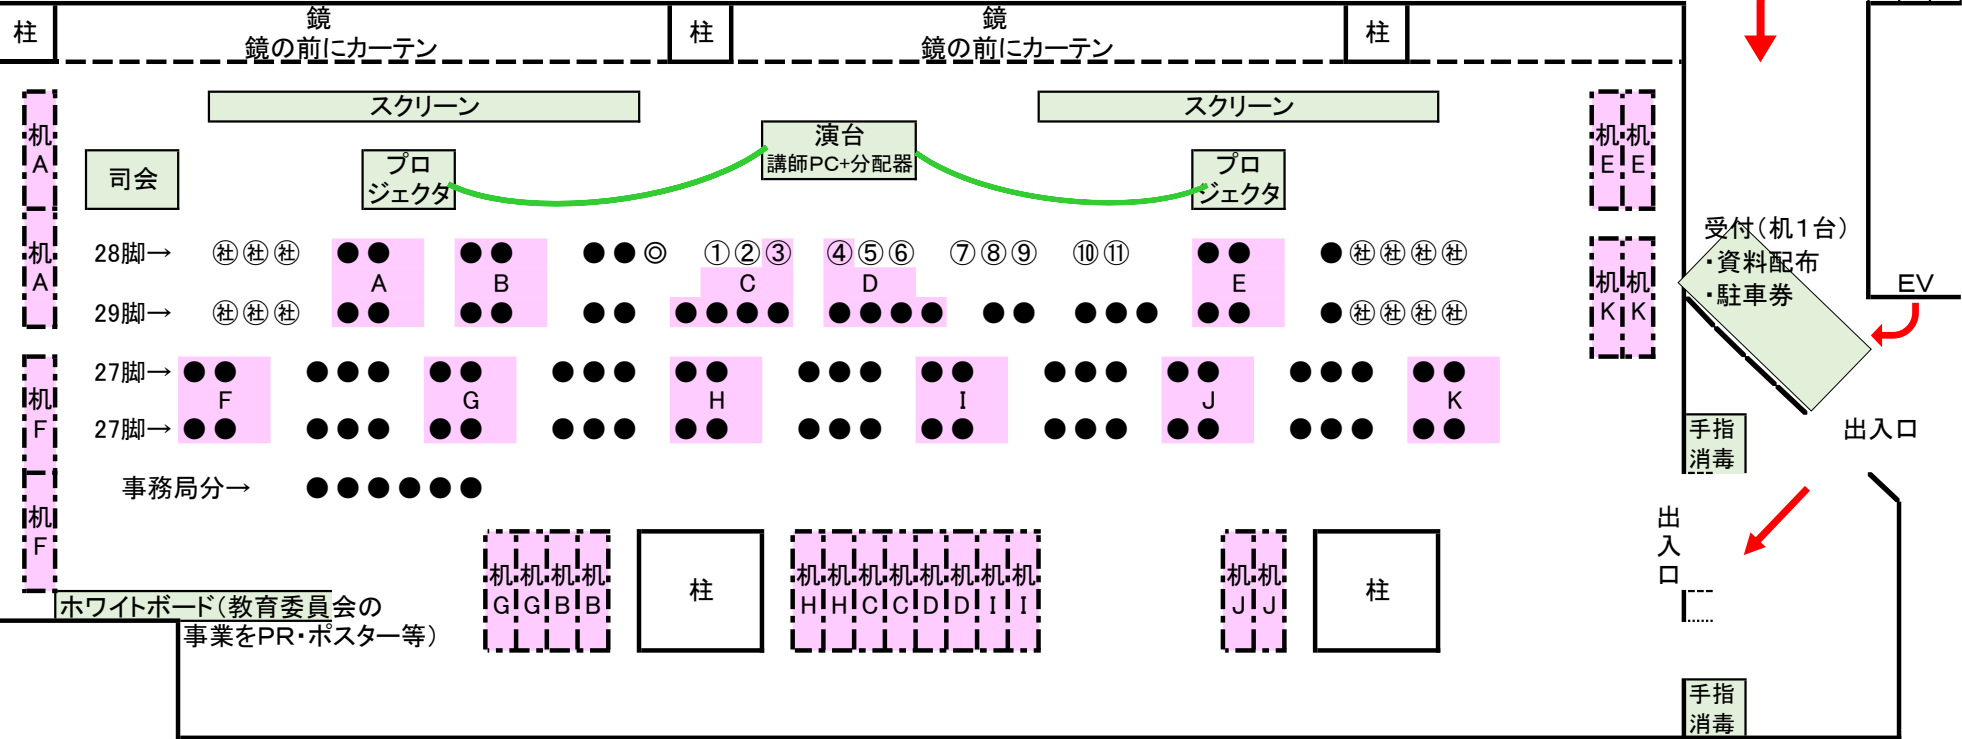 柱
鏡
鏡の前にカーテン
柱
鏡
鏡の前にカーテン
柱
スクリーン
スクリーン
机A
机A
机F
机F
司会
プロ
ジェクタ
演台
講師PC+分配器
プロ
ジェクタ
机E
机E
机K
机K
28脚→ ㊓㊓㊓ ●● ●● ●●◎ ①②③ ④⑤⑥ ⑦⑧⑨ ⑩⑪ ●● ●㊓㊓㊓㊓
A B C D E
29脚→ ㊓㊓㊓ ●● ●● ●● ●●●● ●●●● ●● ●●● ●● ●㊓㊓㊓㊓
27脚→ ●● ●●● ●● ●●● ●● ●●● ●● ●●● ●● ●●● ●●
F G H I J K
27脚→ ●● ●●● ●● ●●● ●● ●●● ●● ●●● ●● ●●● ●●
事務局分→ ●●●●●●
受付(机1台)
・資料配布
・駐車券
EV
手指
消毒
出入口
出入口
机G
机G
机B
机B
柱
机H
机H
机C
机C
机D
机D
机I
机I
机J
机J
柱
ホワイトボード(教育委員会の
事業をPR・ポスター等)
手指
消毒